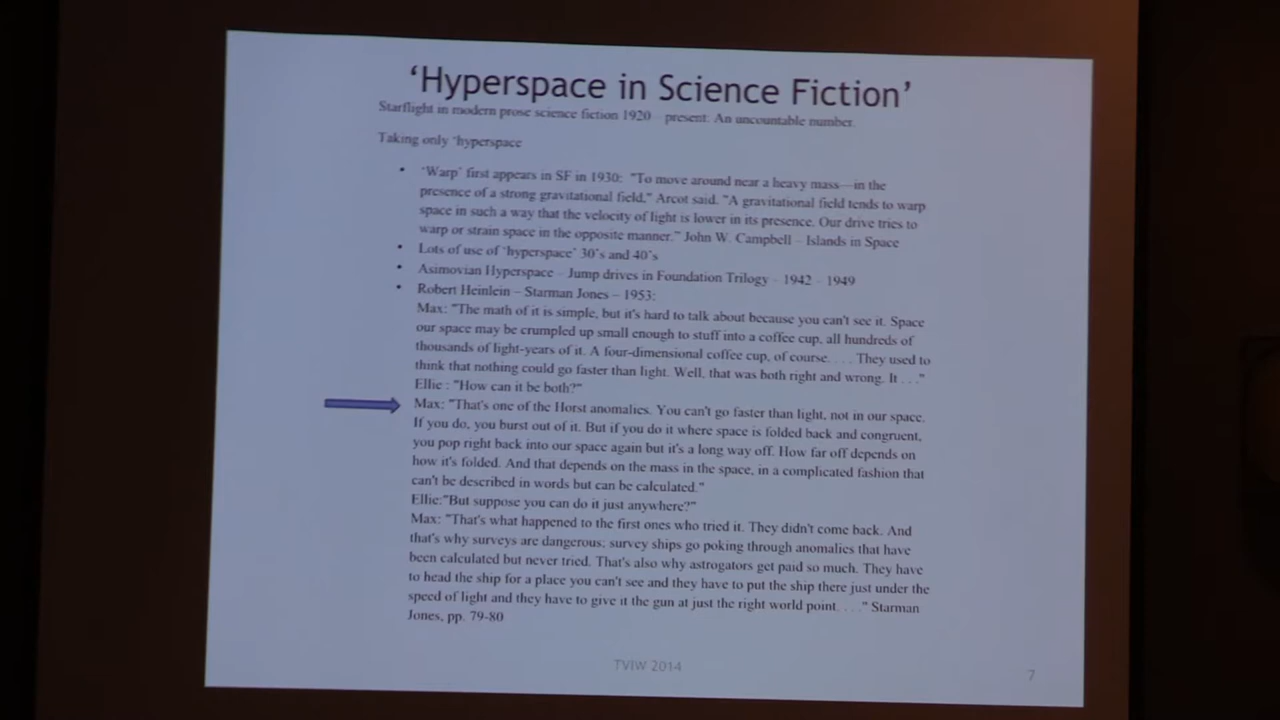 ‘Hyperspace in Science Fiction’
Starflight in modern prose science fiction 1920 – present. An uncountable number.
Taking only ‘hyperspace
• ‘Warp’ first appears in SF in 1930: "To move around near a heavy mass—in the
presence of a strong gravitational field," Arcot said. "A gravitational field tends to warp
space in such a way that the velocity of light is lower in its presence. Our drive tries to
warp or strain space in the opposite manner." John W. Campbell – Islands in Space
• Lots of use of ‘hyperspace’ 30’s and 40’s
• Asimovian Hyperspace – Jump drives in Foundation Trilogy – 1942 – 1949
• Robert Heinlein – Starman Jones – 1953:
Max: "The math of it is simple, but it's hard to talk about because you can't see it. Space
our space may be crumpled up small enough to stuff into a coffee cup, all hundreds of
thousands of light-years of it. A four-dimensional coffee cup, of course. . . . They used to
think that nothing could go faster than light. Well, that was both right and wrong. It . . ."
Ellie : "How can it be both?"
Max: "That's one of the Horst anomalies. You can't go faster than light, not in our space.
If you do, you burst out of it. But if you do it where space is folded back and congruent,
you pop right back into our space again but it's a long way off. How far off depends on
how it's folded. And that depends on the mass in the space, in a complicated fashion that
can't be described in words but can be calculated."
Ellie:"But suppose you can do it just anywhere?"
Max: "That's what happened to the first ones who tried it. They didn't come back. And
that's why surveys are dangerous; survey ships go poking through anomalies that have
been calculated but never tried. That's also why astrogators get paid so much. They have
to head the ship for a place you can't see and they have to put the ship there just under the
speed of light and they have to give it the gun at just the right world point. . . ." Starman
Jones, pp. 79-80
TVIW 2014
7